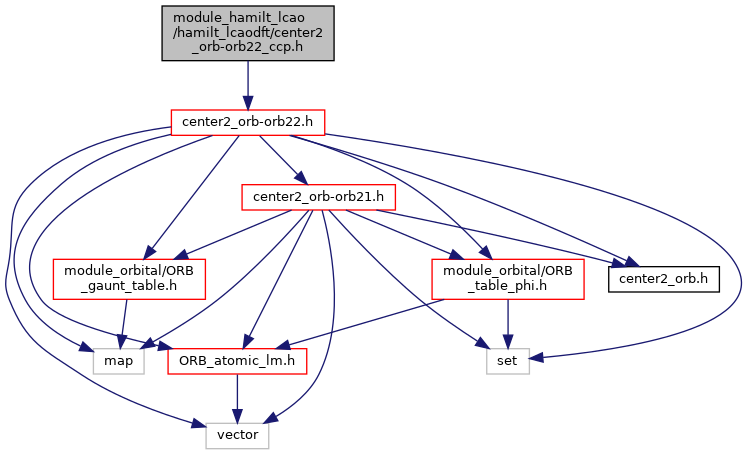 module_hamilt_lcao
/hamilt_lcaodft/center2
_orb-orb22_ccp.h
center2_orb-orb22.h
center2_orb-orb21.h
module_orbital/ORB
_gaunt_table.h
module_orbital/ORB
_table_phi.h
center2_orb.h
map
ORB_atomic_lm.h
set
vector